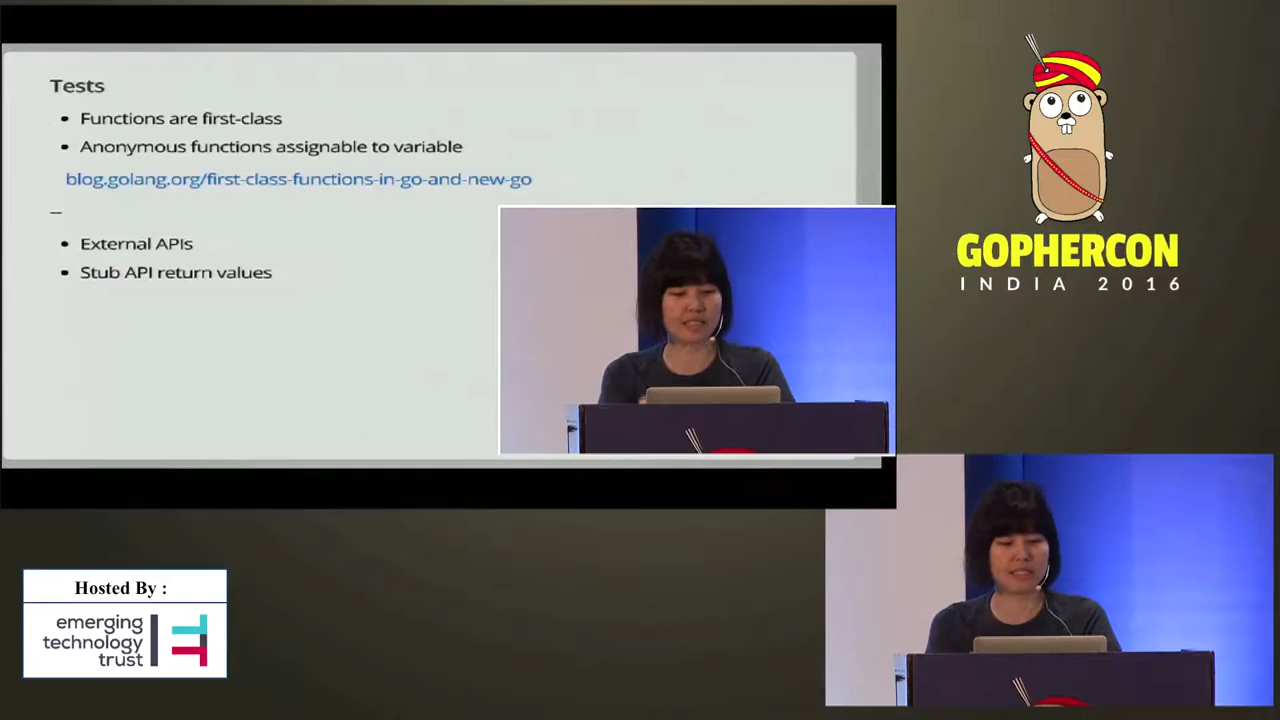 Tests
• Functions are first-class
• Anonymous functions assignable to variable
blog.golang.org/first-class-functions-in-go-and-new-go
–
• External APIs
• Stub API return values
GOPHERCON
INDIA 2016
Hosted By :
emerging
technology
trust